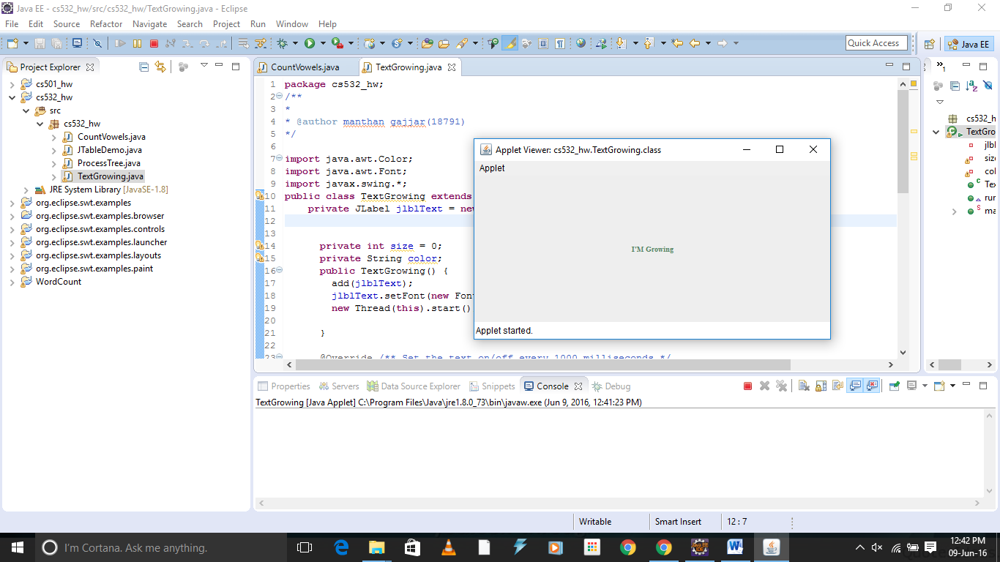 Java EE - cs532_hw/src/cs532_hw/TextGrowing.java - Eclipse
File Edit Source Refactor Navigate Search Project Run Window Help
Quick Access
Java EE
Project Explorer
cs501_hw
cs532_hw
src
cs532_hw
CountVowels.java
JTableDemo.java
ProcessTree.java
TextGrowing.java
JRE System Library [JavaSE-1.8]
org.eclipse.swt.examples
org.eclipse.swt.examples.browser
org.eclipse.swt.examples.controls
org.eclipse.swt.examples.launcher
org.eclipse.swt.examples.layouts
org.eclipse.swt.examples.paint
WordCount
CountVowels.java
TextGrowing.java
1 package cs532_hw;
2 /**
3 *
4 * @author manthan gajjar(18791)
5 */
6
7 import java.awt.Color;
8 import java.awt.Font;
9 import javax.swing.*;
10 public class TextGrowing extends
11 private JLabel jlblText = new
12
13
14 private int size = 0;
15 private String color;
16 public TextGrowing() {
17 add(jlblText);
18 jlblText.setFont(new Font
19 new Thread(this).start()
20
21 }
22
23 @Override /** Set the text on/off every 1000 milliseconds */
Applet Viewer: cs532_hw.TextGrowing.class
Applet
I'M Growing
Applet started.
cs532_h
TextGro
jlbl
size
col
Tex
run
ma
Properties Servers Data Source Explorer Snippets Console Debug
TextGrowing [Java Applet] C:\Program Files\Java\jre1.8.0_73\bin\javaw.exe (Jun 9, 2016, 12:41:23 PM)
Writable Smart Insert 12 : 7
I'm Cortana. Ask me anything.
12:42 PM
09-Jun-16